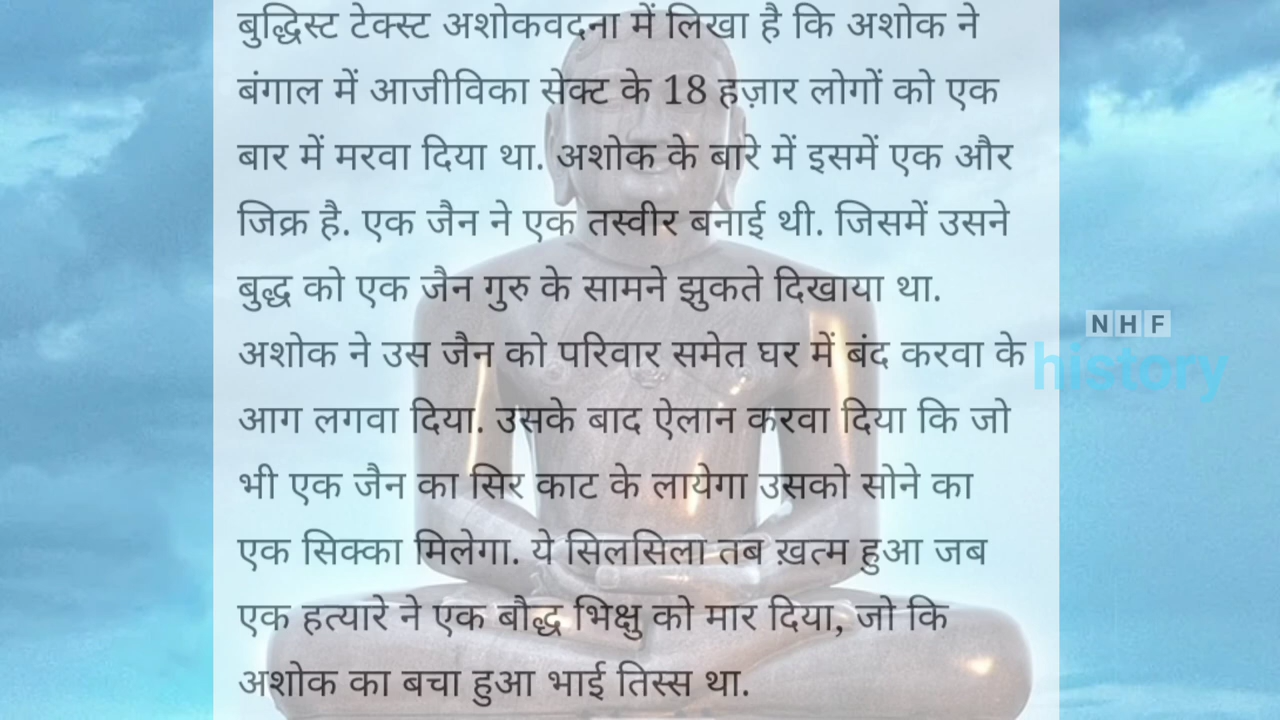 बुद्धिस्ट टेक्स्ट अशोकवदना में लिखा है कि अशोक ने
बंगाल में आजीविका सेक्ट के 18 हज़ार लोगों को एक
बार में मरवा दिया था. अशोक के बारे में इसमें एक और
जिक्र है. एक जैन ने एक तस्वीर बनाई थी. जिसमें उसने
बुद्ध को एक जैन गुरु के सामने झुकते दिखाया था.
अशोक ने उस जैन को परिवार समेत घर में बंद करवा के
आग लगवा दिया. उसके बाद ऐलान करवा दिया कि जो
भी एक जैन का सिर काट के लायेगा उसको सोने का
एक सिक्का मिलेगा. ये सिलसिला तब ख़त्म हुआ जब
एक हत्यारे ने एक बौद्ध भिक्षु को मार दिया, जो कि
अशोक का बचा हुआ भाई तिस्स था.
NHF
history